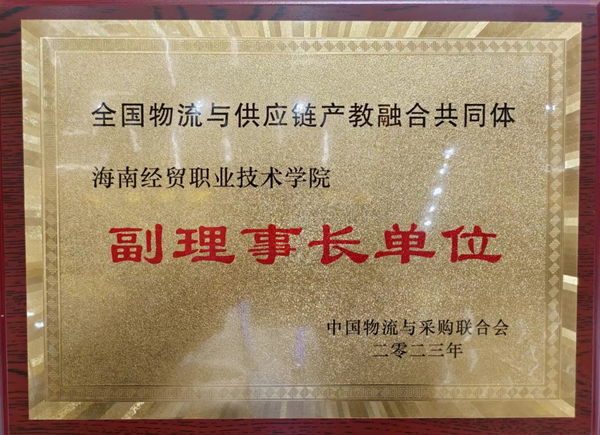 全国物流与供应链产教融合共同体
海南经贸职业技术学院
副理事长单位
中国物流与采购联合会
二零二三年